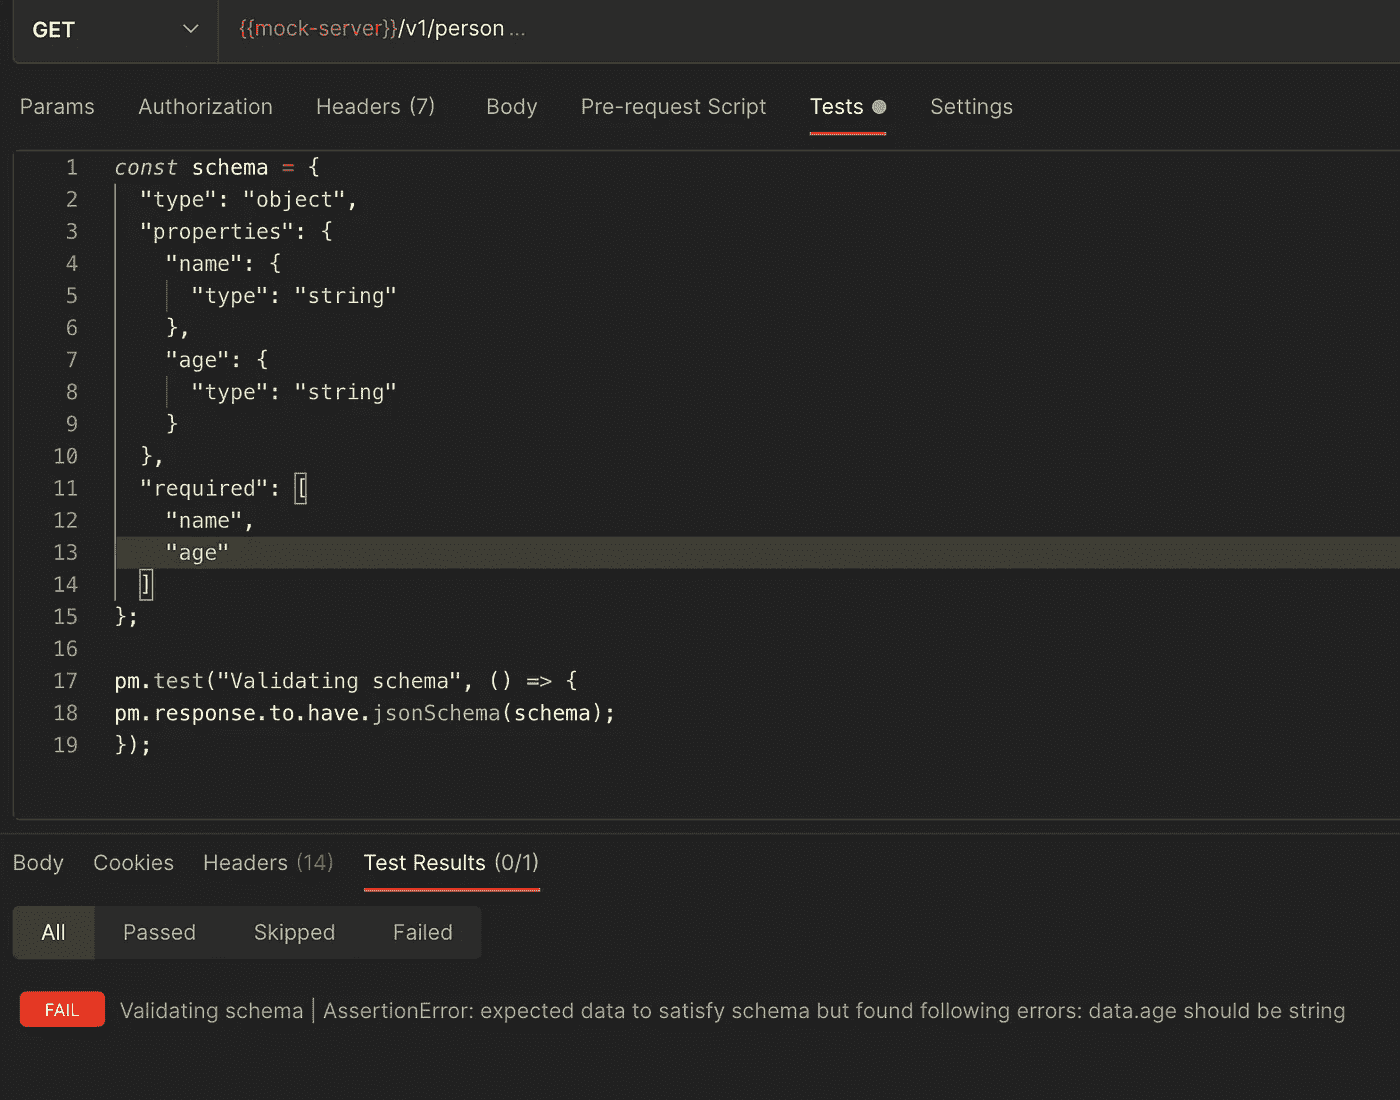 GET {{mock-server}}/v1/person ...
Params Authorization Headers (7) Body Pre-request Script Tests Settings
1 const schema = {
2 "type": "object",
3 "properties": {
4 "name": {
5 "type": "string"
6 },
7 "age": {
8 "type": "string"
9 }
10 },
11 "required": [
12 "name",
13 "age"
14 ]
15 };
16
17 pm.test("Validating schema", () => {
18 pm.response.to.have.jsonSchema(schema);
19 });
Body Cookies Headers (14) Test Results (0/1)
All Passed Skipped Failed
FAIL Validating schema | AssertionError: expected data to satisfy schema but found following errors: data.age should be string